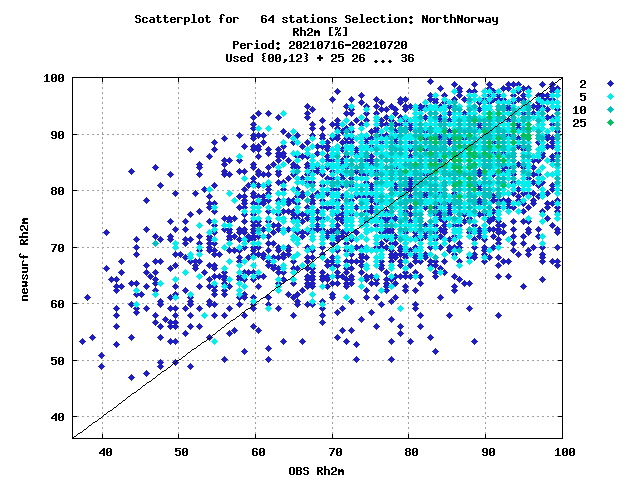 Scatterplot for   64 stations Selection: NorthNorway
Rh2m [%]
Period: 20210716-20210720
Used {00,12} + 25 26 ... 36
2
5
10
25
100
90
80
70
60
50
40
newsurf Rh2m
40 50 60 70 80 90 100
OBS Rh2m